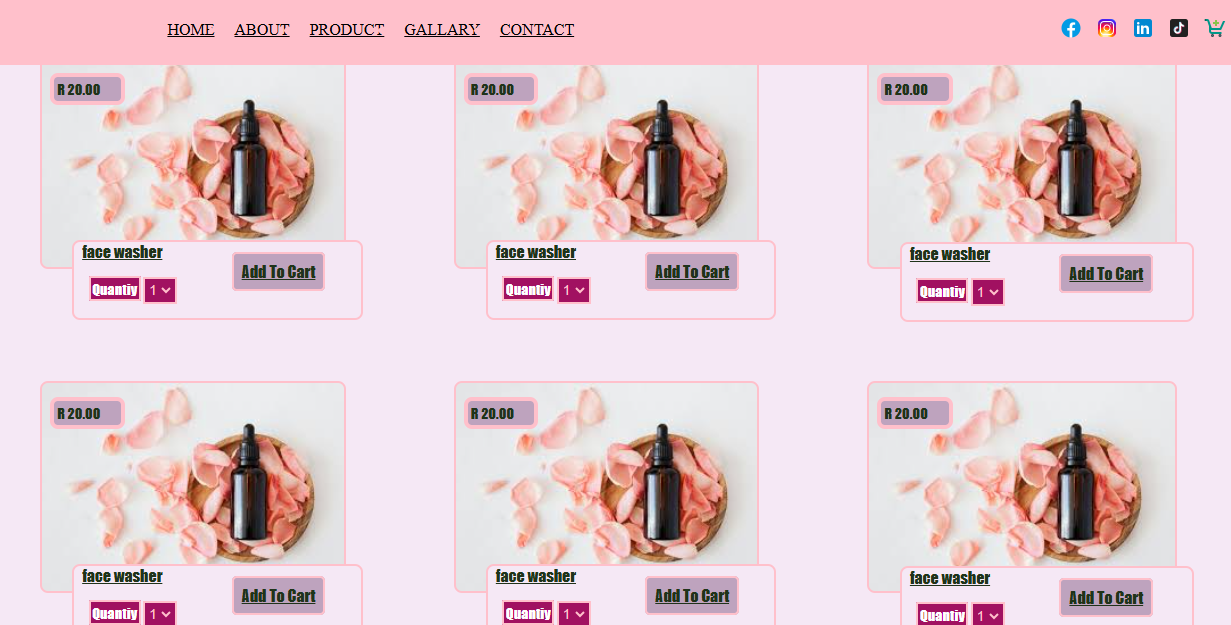 HOME ABOUT PRODUCT GALLARY CONTACT
R 20.00 R 20.00 R 20.00
face washer face washer face washer
Add To Cart Add To Cart Add To Cart
Quantiy 1 Quantiy 1 Quantiy 1
R 20.00 R 20.00 R 20.00
face washer face washer face washer
Add To Cart Add To Cart Add To Cart
Quantiy 1 Quantiy 1 Quantiy 1